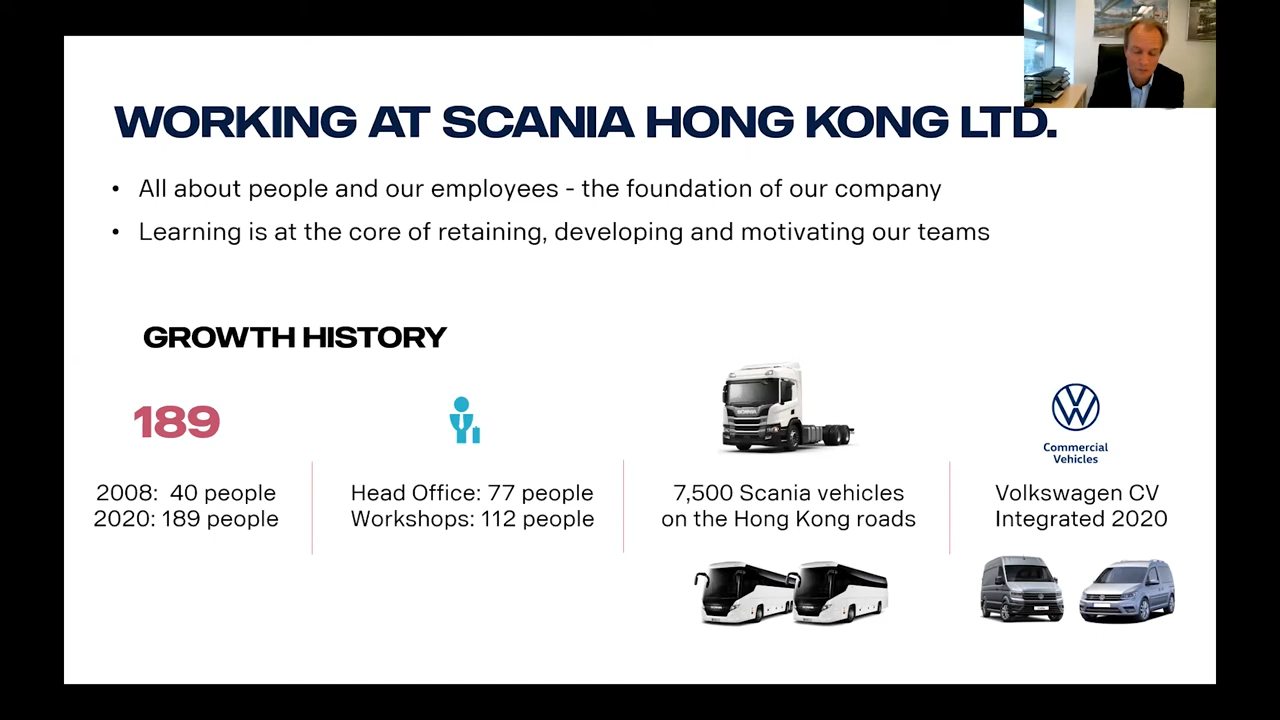 WORKING AT SCANIA HONG KONG LTD.
• All about people and our employees - the foundation of our company
• Learning is at the core of retaining, developing and motivating our teams
GROWTH HISTORY
189
2008: 40 people
2020: 189 people
Head Office: 77 people
Workshops: 112 people
SCANIA
7,500 Scania vehicles
on the Hong Kong roads
Commercial
Vehicles
Volkswagen CV
Integrated 2020